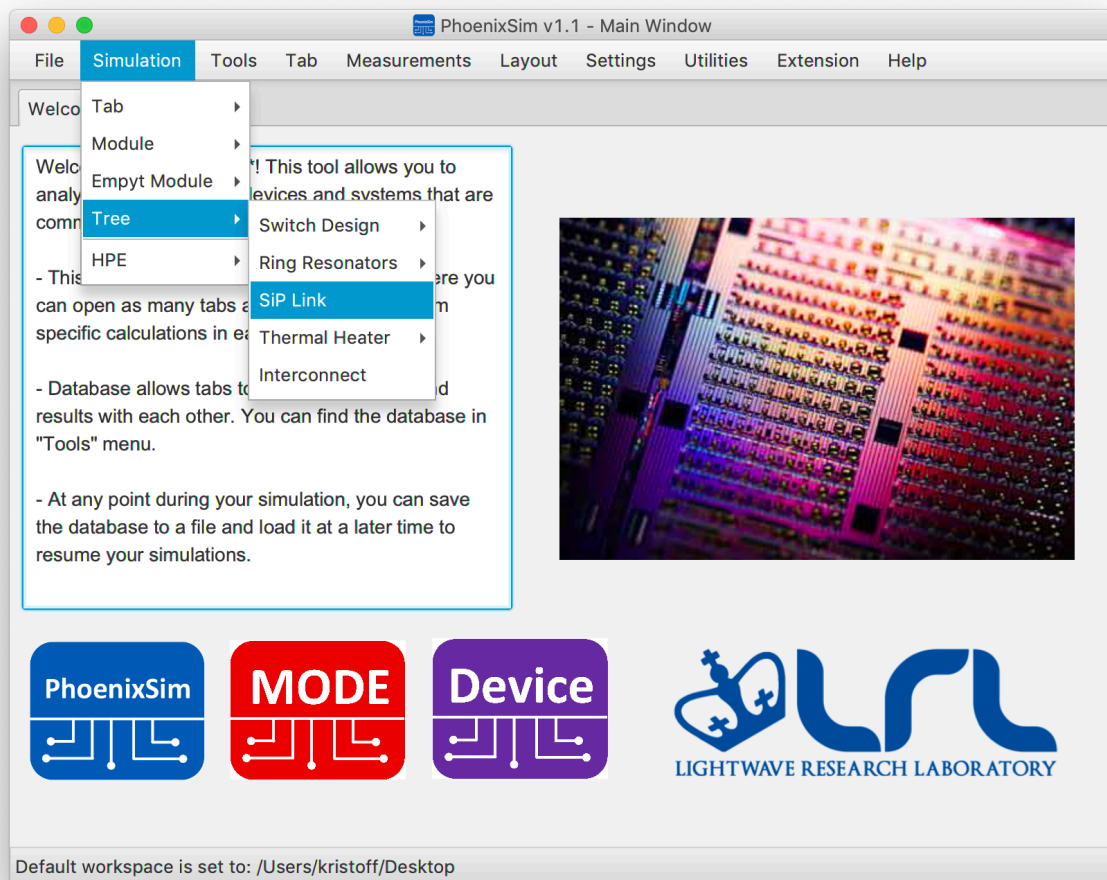 PhoenixSim v1.1 - Main Window
File Simulation Tools Tab Measurements Layout Settings Utilities Extension Help
Welco
Tab
Module
Empyt Module
Tree
HPE
Switch Design
Ring Resonators
SiP Link
Thermal Heater
Interconnect
Welc *! This tool allows you to
analy devices and systems that are
comm
- This ere you
can open as many tabs a m
specific calculations in ea
- Database allows tabs to d
results with each other. You can find the database in
"Tools" menu.
- At any point during your simulation, you can save
the database to a file and load it at a later time to
resume your simulations.
PhoenixSim
MODE
Device
LRL
LIGHTWAVE RESEARCH LABORATORY
Default workspace is set to: /Users/kristoff/Desktop